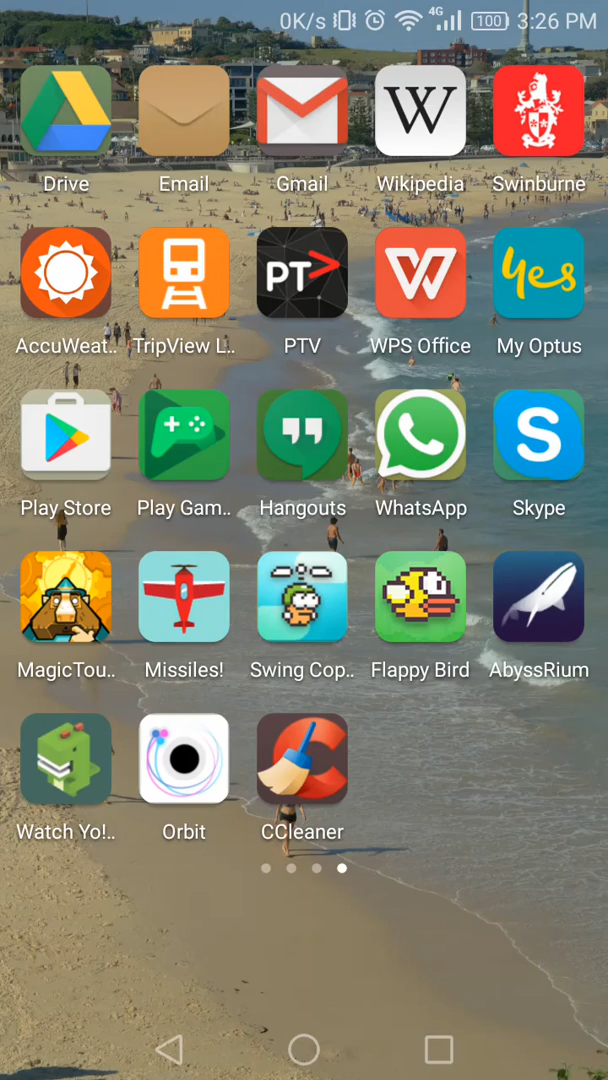 0K/s 4G 100 3:26 PM
Drive Email Gmail Wikipedia Swinburne
W
PT> W yes
AccuWeat.. TripView L.. PTV WPS Office My Optus
S
Play Store Play Gam.. Hangouts WhatsApp Skype
MagicTou.. Missiles! Swing Cop.. Flappy Bird AbyssRium
Watch Yo!.. Orbit CCleaner